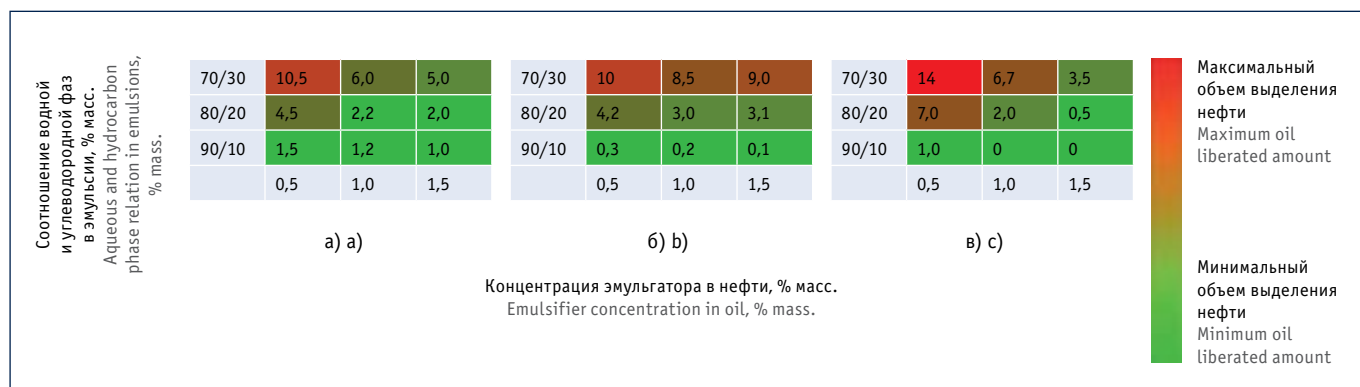 Соотношение водной
и углеводородной фаз
в эмульсии, % масс.
Aqueous and hydrocarbon
phase relation in emulsions,
% mass.
70/30 10,5 6,0 5,0
80/20 4,5 2,2 2,0
90/10 1,5 1,2 1,0
0,5 1,0 1,5
а) a)
70/30 10 8,5 9,0
80/20 4,2 3,0 3,1
90/10 0,3 0,2 0,1
0,5 1,0 1,5
б) b)
70/30 14 6,7 3,5
80/20 7,0 2,0 0,5
90/10 1,0 0 0
0,5 1,0 1,5
в) c)
Концентрация эмульгатора в нефти, % масс.
Emulsifier concentration in oil, % mass.
Максимальный
объем выделения
нефти
Maximum oil
liberated amount
Минимальный
объем выделения
нефти
Minimum oil
liberated amount